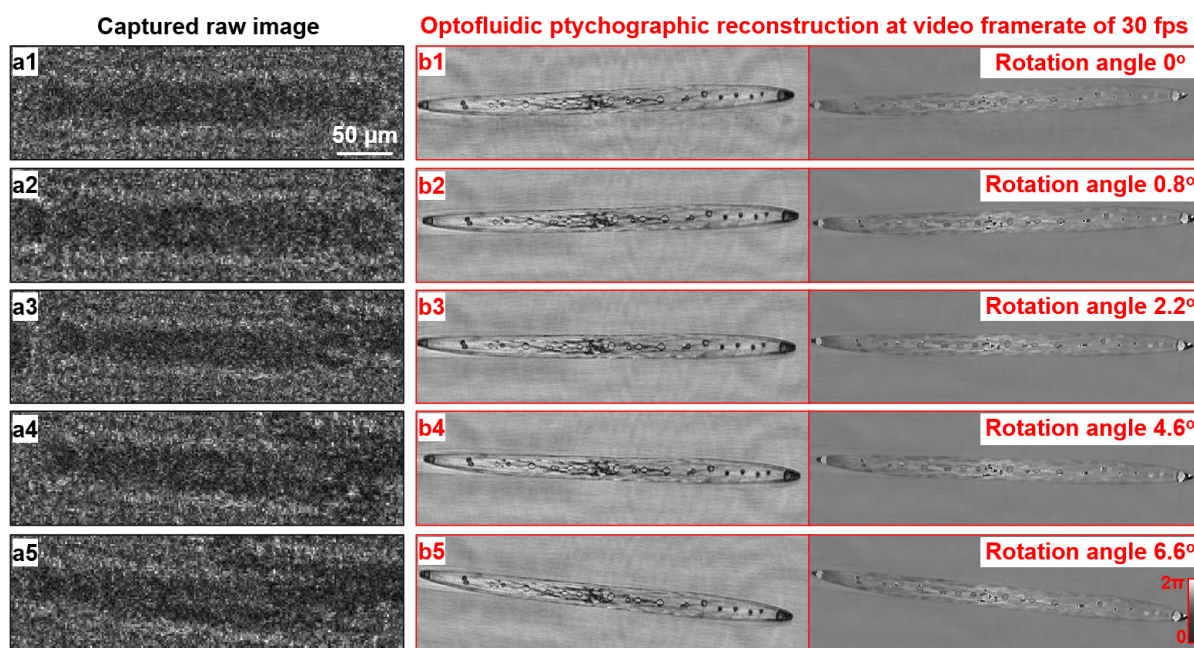 Captured raw image
Optofluidic ptychographic reconstruction at video framerate of 30 fps
a1
50 µm
b1
Rotation angle 0°
a2
b2
Rotation angle 0.8°
a3
b3
Rotation angle 2.2°
a4
b4
Rotation angle 4.6°
a5
b5
Rotation angle 6.6°
2π
0